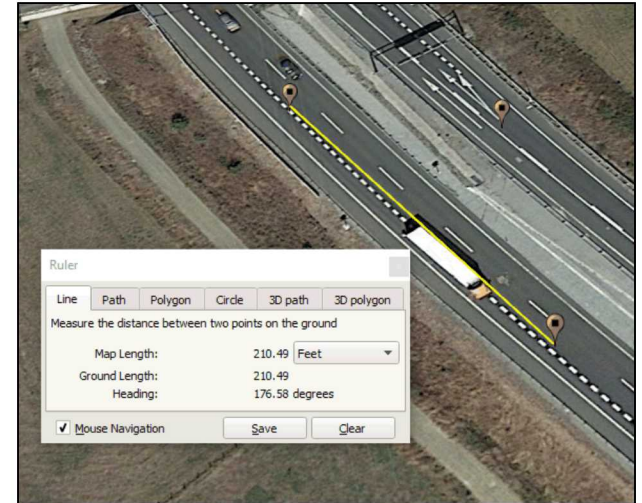 Ruler
Line Path Polygon Circle 3D path 3D polygon
Measure the distance between two points on the ground
Map Length: 210.49 Feet
Ground Length: 210.49
Heading: 176.58 degrees
Mouse Navigation Save Clear